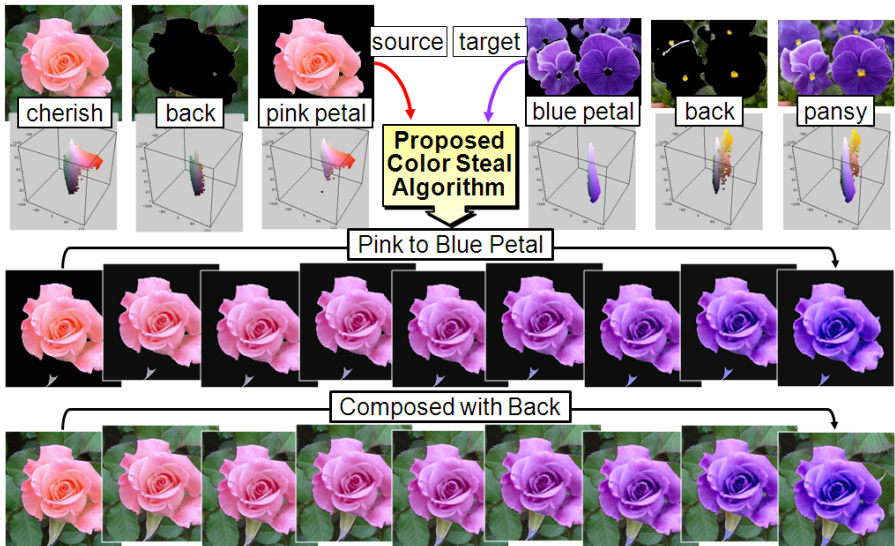 source
target
cherish
back
pink petal
blue petal
back
pansy
Proposed
Color Steal
Algorithm
Pink to Blue Petal
Composed with Back